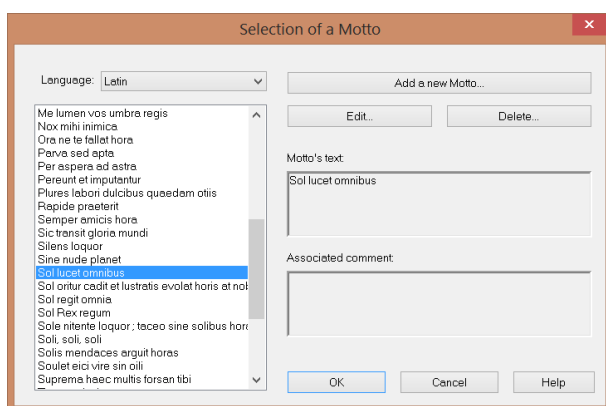 Selection of a Motto
Language: Latin
Add a new Motto...
Edit...
Delete...
Me lumen vos umbra regis
Nox mihi inimica
Ora ne te fallat hora
Parva sed apta
Per aspera ad astra
Pereunt et imputantur
Plures labori dulcibus quaedam otiis
Rapide praeterit
Semper amicis hora
Sic transit gloria mundi
Silens loquor
Sine nude planet
Sol lucet omnibus
Sol oritur cadit et lustratis evolat horis at
Sol regit omnia
Sol Rex regum
Sole nitente loquor ; taceo sine solibus
Soli, soli, soli
Solis mendaces arguit horas
Soulet eici vire sin oili
Suprema haec multis forsan tibi
Motto's text:
Sol lucet omnibus
Associated comment:
OK
Cancel
Help